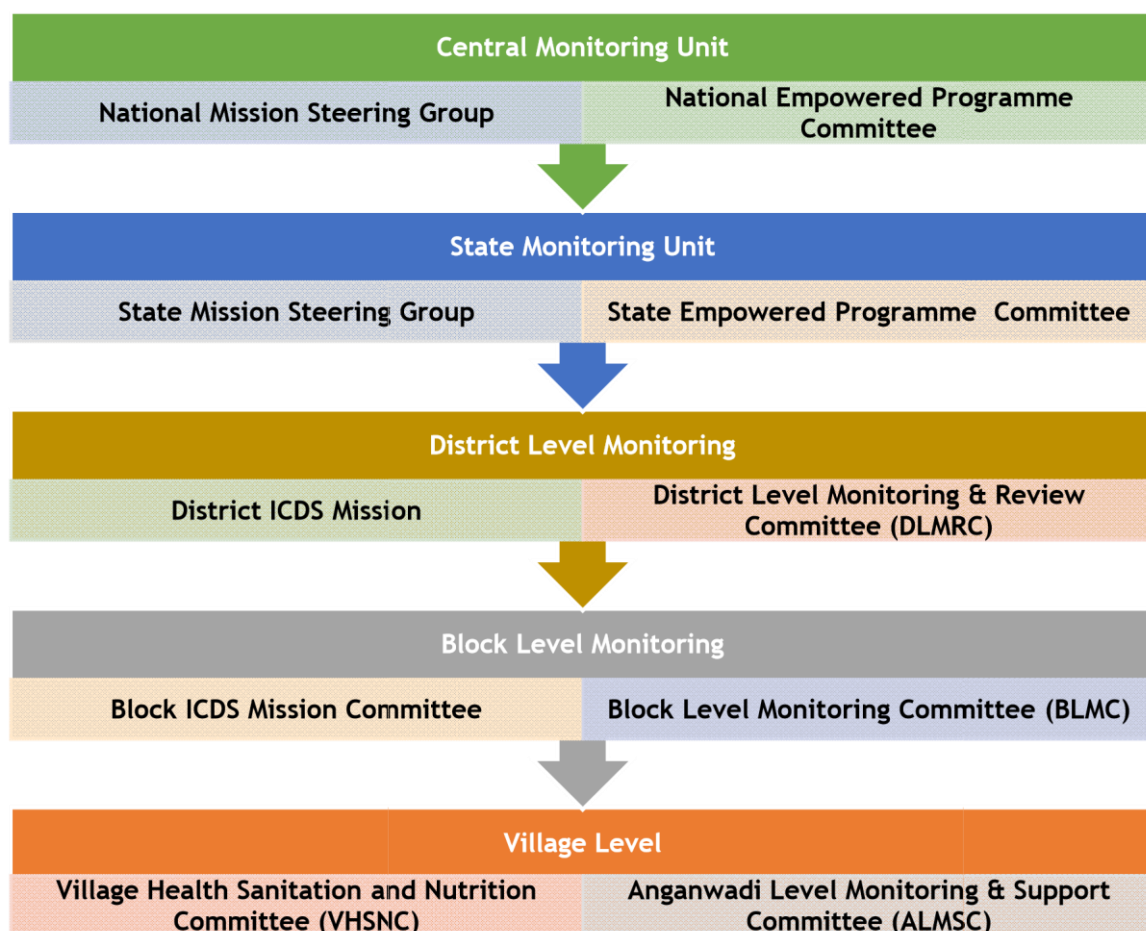 Central Monitoring Unit
National Mission Steering Group
National Empowered Programme
Committee
State Monitoring Unit
State Mission Steering Group
State Empowered Programme Committee
District Level Monitoring
District ICDS Mission
District Level Monitoring & Review
Committee (DLMRC)
Block Level Monitoring
Block ICDS Mission Committee
Block Level Monitoring Committee (BLMC)
Village Level
Village Health Sanitation and Nutrition
Committee (VHSNC)
Anganwadi Level Monitoring & Support
Committee (ALMSC)